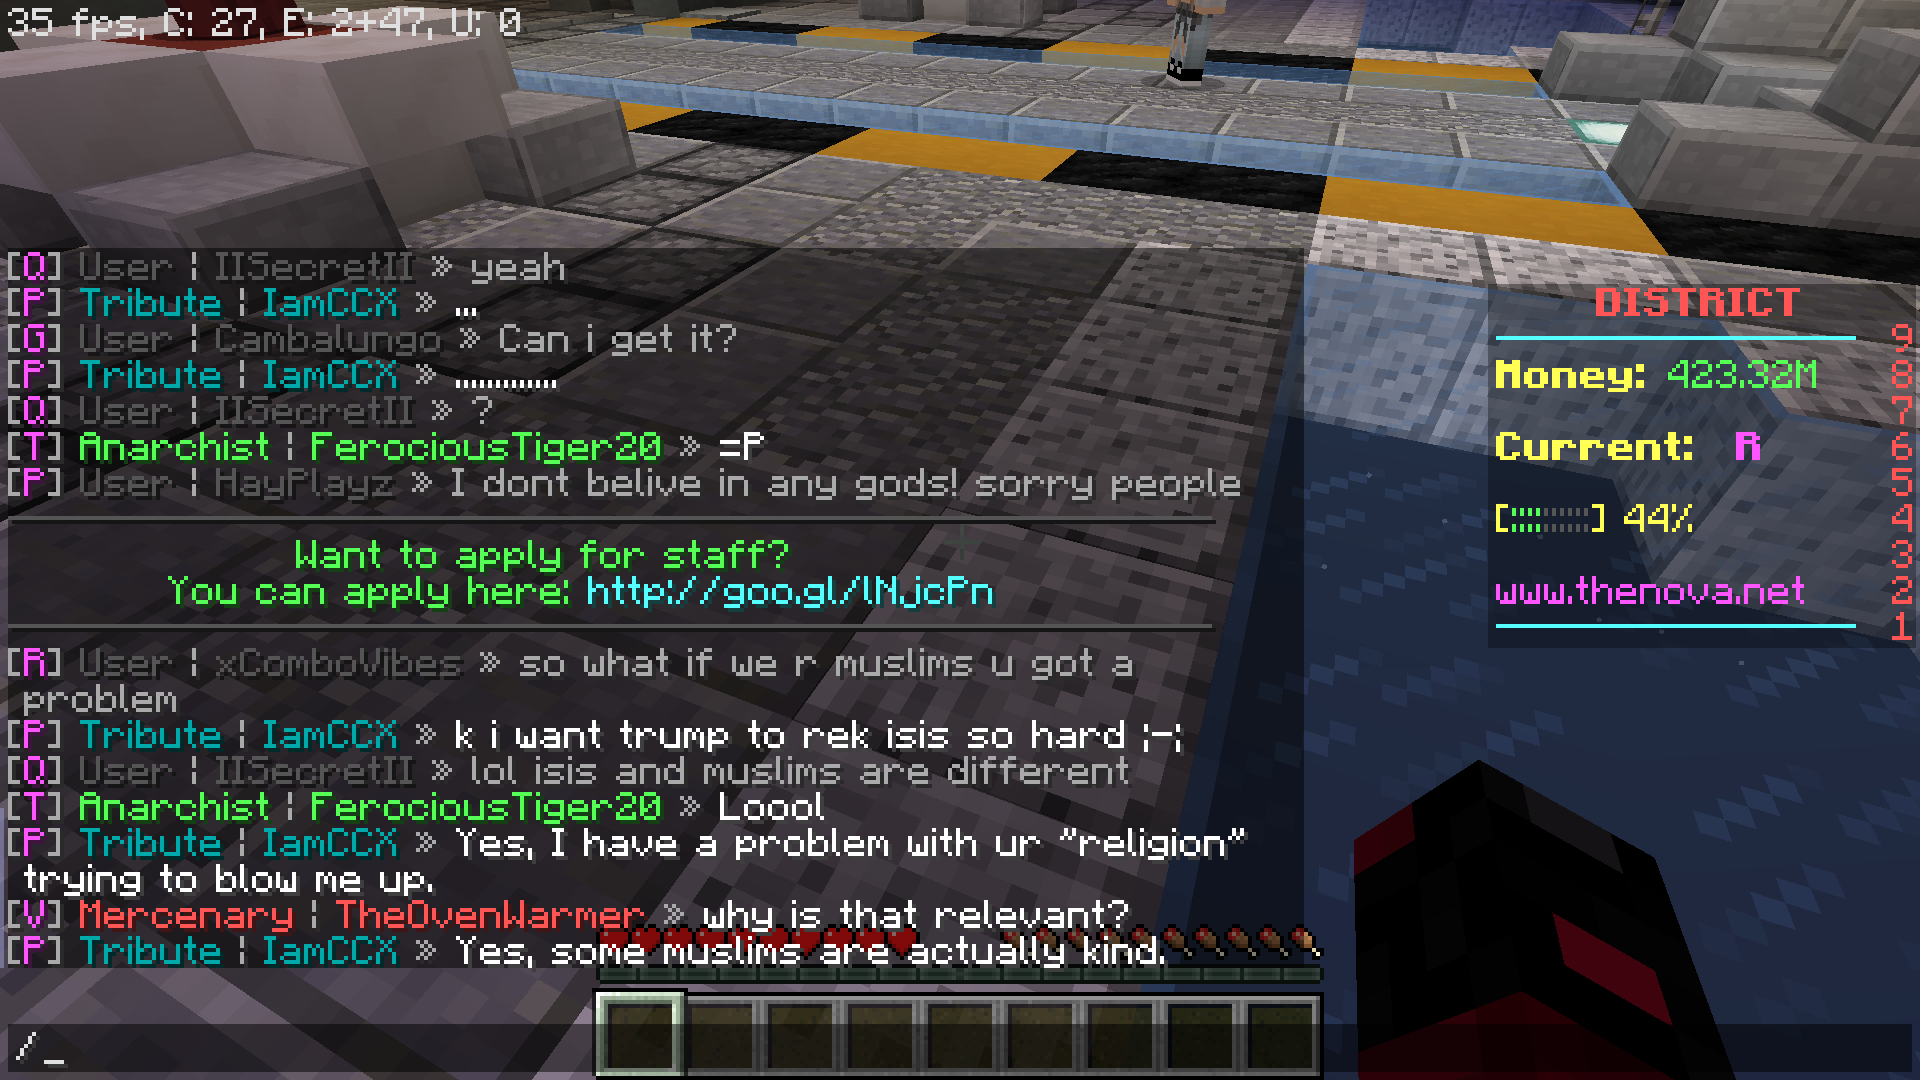 35 fps, C: 27, E: 2+47, U: 0
[Q] User ¦ IISecretII » yeah
[P] Tribute ¦ IamCCX » ...
[G] User ¦ Cambalungo » Can i get it?
[P] Tribute ¦ IamCCX » .............
[Q] User ¦ IISecretII » ?
[T] Anarchist ¦ FerociousTiger20 » =P
[P] User ¦ HayPlayz » I dont belive in any gods! sorry people
Want to apply for staff?
You can apply here: http://goo.gl/lNjcPn
[R] User ¦ xComboVibes » so what if we r muslims u got a
problem
[P] Tribute ¦ IamCCX » k i want trump to rek isis so hard ;-;
[Q] User ¦ IISecretII » lol isis and muslims are different
[T] Anarchist ¦ FerociousTiger20 » Loool
[P] Tribute ¦ IamCCX » Yes, I have a problem with ur "religion"
trying to blow me up.
[V] Mercenary ¦ TheOvenWarmer » why is that relevant?
[P] Tribute ¦ IamCCX » Yes, some muslims are actually kind.
/_
DISTRICT
9
Money: 423.32M 8
7
Current: R 6
5
[::::::::::] 44% 4
3
www.thenova.net 2
1